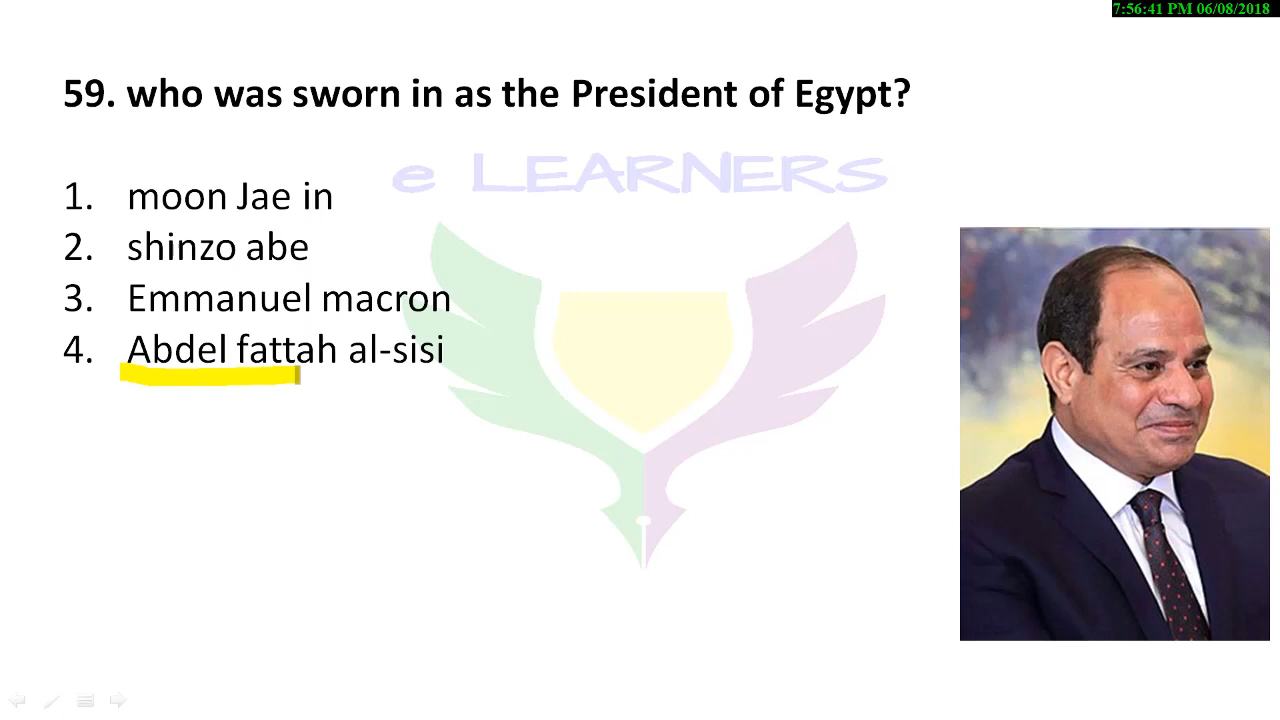 7:56:41 PM 06/08/2018
59. who was sworn in as the President of Egypt?
e LEARNERS
1. moon Jae in
2. shinzo abe
3. Emmanuel macron
4. Abdel fattah al-sisi